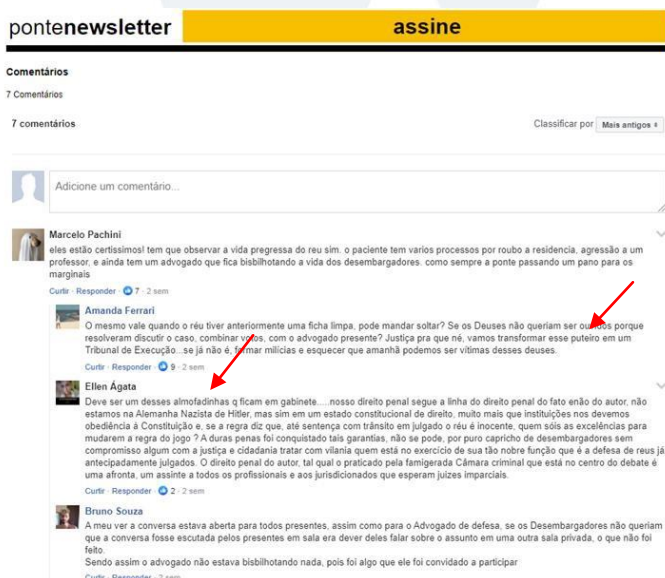 pontenewsletter assine
Comentários
7 Comentários
7 comentários Classificar por Mais antigos
Adicione um comentário...
Marcelo Pachini
eles estão certissimos! tem que observar a vida pregressa do reu sim. o paciente tem varios processos por roubo a residencia, agressão a um
professor, e ainda tem um advogado que fica bisbilhotando a vida dos desembargadores. como sempre a ponte passando um pano para os
marginais
Curtir · Responder · 7 · 2 sem
Amanda Ferrari
O mesmo vale quando o réu tiver anteriormente uma ficha limpa, pode mandar soltar? Se os Deuses não queriam ser porque
resolveram discutir o caso, combinar votos, com o advogado presente? Justiça pra que né, vamos transformar esse puteiro em um
Tribunal de Execução...se já não é, formar milícias e esquecer que amanhã podemos ser vítimas desses deuses.
Curtir · Responder · 9 · 2 sem
Ellen Ágata
Deve ser um desses almofadinhas q ficam em gabinete.....nosso direito penal segue a linha do direito penal do fato enão do autor, não
estamos na Alemanha Nazista de Hitler, mas sim em um estado constitucional de direito, muito mais que instituições nos devemos
obediência à Constituição e, se a regra diz que, até sentença com trânsito em julgado o réu é inocente, quem sóis as excelências para
mudarem a regra do jogo ? A duras penas foi conquistado tais garantias, não se pode, por puro capricho de desembargadores sem
compromisso algum com a justiça e cidadania tratar com vilania quem está no exercício de sua tão nobre função que é a defesa de reus já
antecipadamente julgados. O direito penal do autor, tal qual o praticado pela famigerada Câmara criminal que está no centro do debate é
uma afronta, um assinte a todos os profissionais e aos jurisdicionados que esperam juizes imparciais.
Curtir · Responder · 2 · 2 sem
Bruno Souza
A meu ver a conversa estava aberta para todos presentes, assim como para o Advogado de defesa, se os Desembargadores não queriam
que a conversa fosse escutada pelos presentes em sala era dever deles falar sobre o assunto em uma outra sala privada, o que não foi
feito.
Sendo assim o advogado não estava bisbilhotando nada, pois foi algo que ele foi convidado a participar
Curtir · Responder · 2 sem